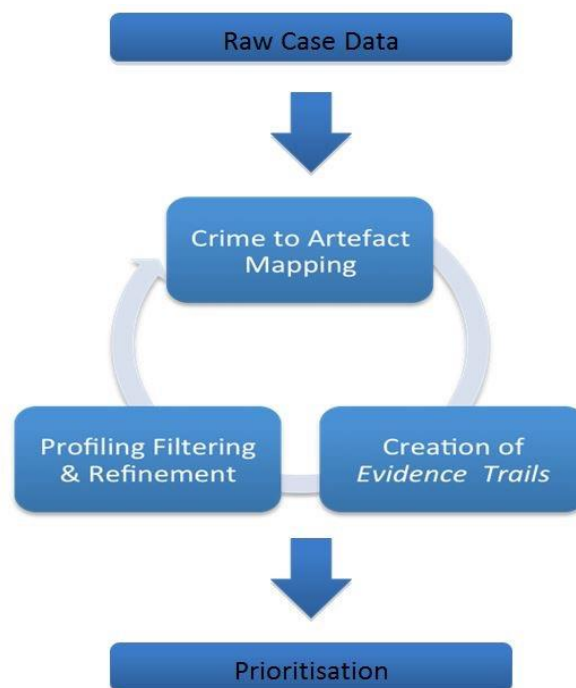 Raw Case Data
Crime to Artefact
Mapping
Profiling Filtering
& Refinement
Creation of
Evidence Trails
Prioritisation